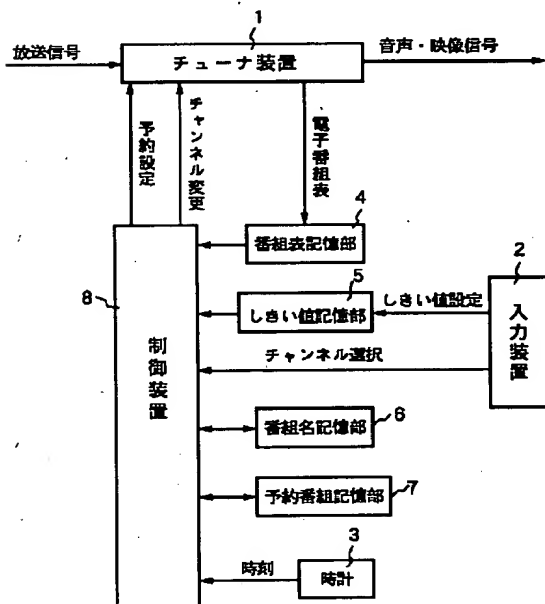 1
放送信号
チューナ装置
音声・映像信号
予約設定
チャンネル変更
電子番組表
4
番組表記憶部
2
5
8
しきい値記憶部
しきい値設定
入力装置
チャンネル選択
制御装置
番組名記憶部
6
予約番組記憶部
7
3
時刻
時計